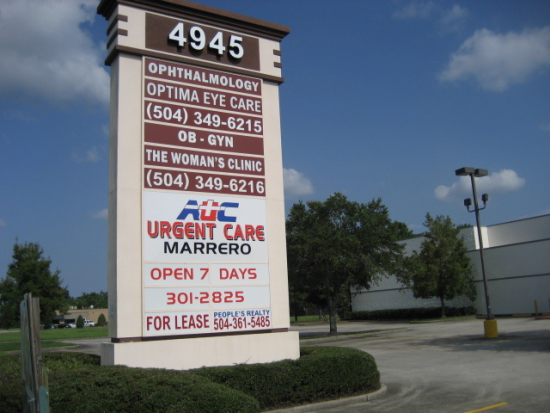 4945
OPHTHALMOLOGY
OPTIMA EYE CARE
(504) 349-6215
OB - GYN
THE WOMAN'S CLINIC
(504) 349-6216
AUC
URGENT CARE
MARRERO
OPEN 7 DAYS
301-2825
FOR LEASE PEOPLE'S REALTY
504-361-5485